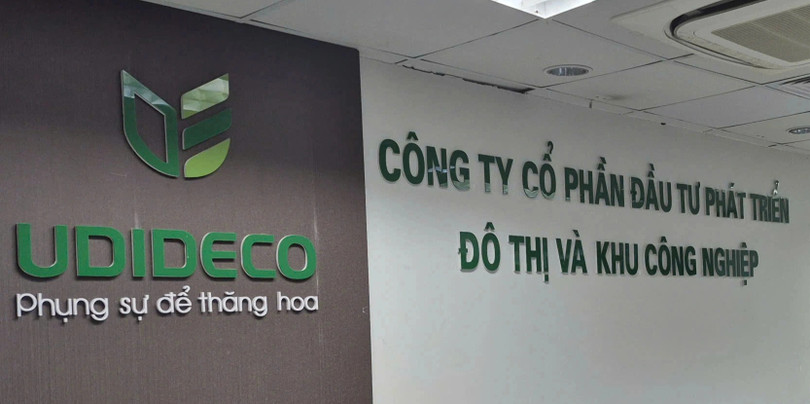 UDIDECO
Phụng sự để thăng hoa
CÔNG TY CỔ PHẦN ĐẦU TƯ PHÁT TRIỂN
ĐÔ THỊ VÀ KHU CÔNG NGHIỆP